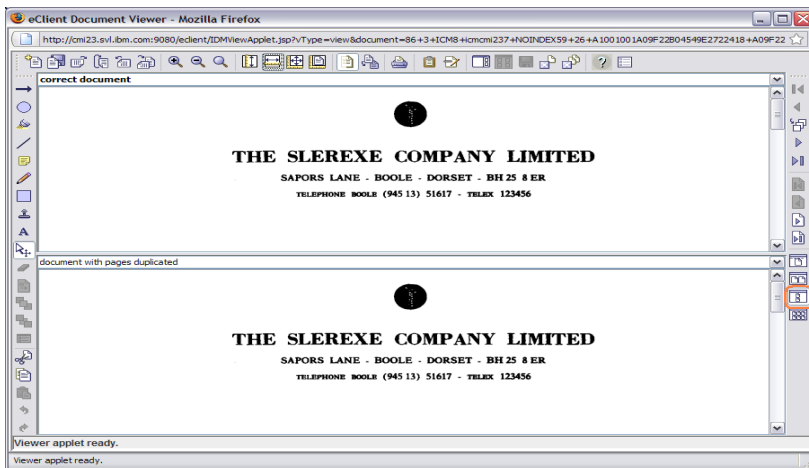 eClient Document Viewer - Mozilla Firefox
http://cmi23.svl.ibm.com:9080/eclient/IDMViewApplet.jsp?vType=view&document=86+3+ICM8+icmcmi237+NOINDEX59+26+A1001001A09F22B04549E2722418+A09F22
correct document
THE SLEREXE COMPANY LIMITED
SAPORS LANE - BOOLE - DORSET - BH 25 8 ER
TELEPHONE BOOLE (945 13) 51617 - TELEX 123456
document with pages duplicated
THE SLEREXE COMPANY LIMITED
SAPORS LANE - BOOLE - DORSET - BH 25 8 ER
TELEPHONE BOOLE (945 13) 51617 - TELEX 123456
Viewer applet ready.
Viewer applet ready.